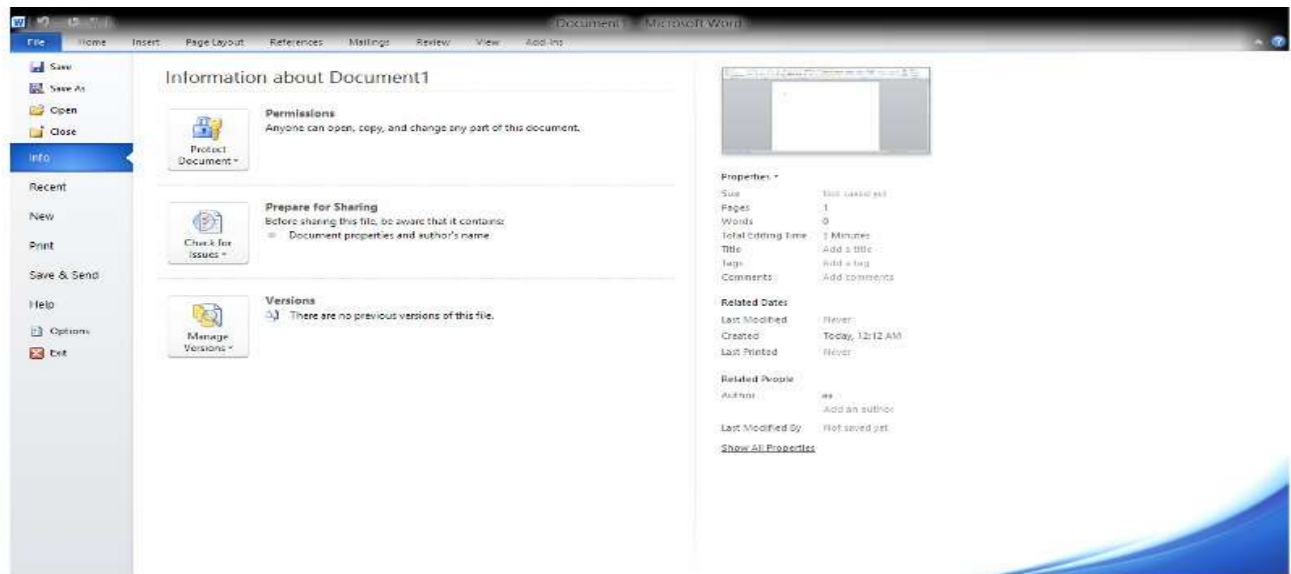 Document1 - Microsoft Word
File Home Insert Page Layout References Mailings Review View Add-Ins
Save
Save As
Open
Close
Info
Recent
New
Print
Save & Send
Help
Options
Exit
Information about Document1
Protect
Document
Permissions
Anyone can open, copy, and change any part of this document.
Check for
Issues
Prepare for Sharing
Before sharing this file, be aware that it contains:
Document properties and author's name
Manage
Versions
Versions
There are no previous versions of this file.
Properties
Size Not saved yet
Pages 1
Words 0
Total Editing Time Minutes
Title Add a title
Tags Add a tag
Comments Add comments
Related Dates
Last Modified Never
Created Today, 12:12 AM
Last Printed Never
Related People
Author
Add an author
Last Modified By Not saved yet
Show All Properties